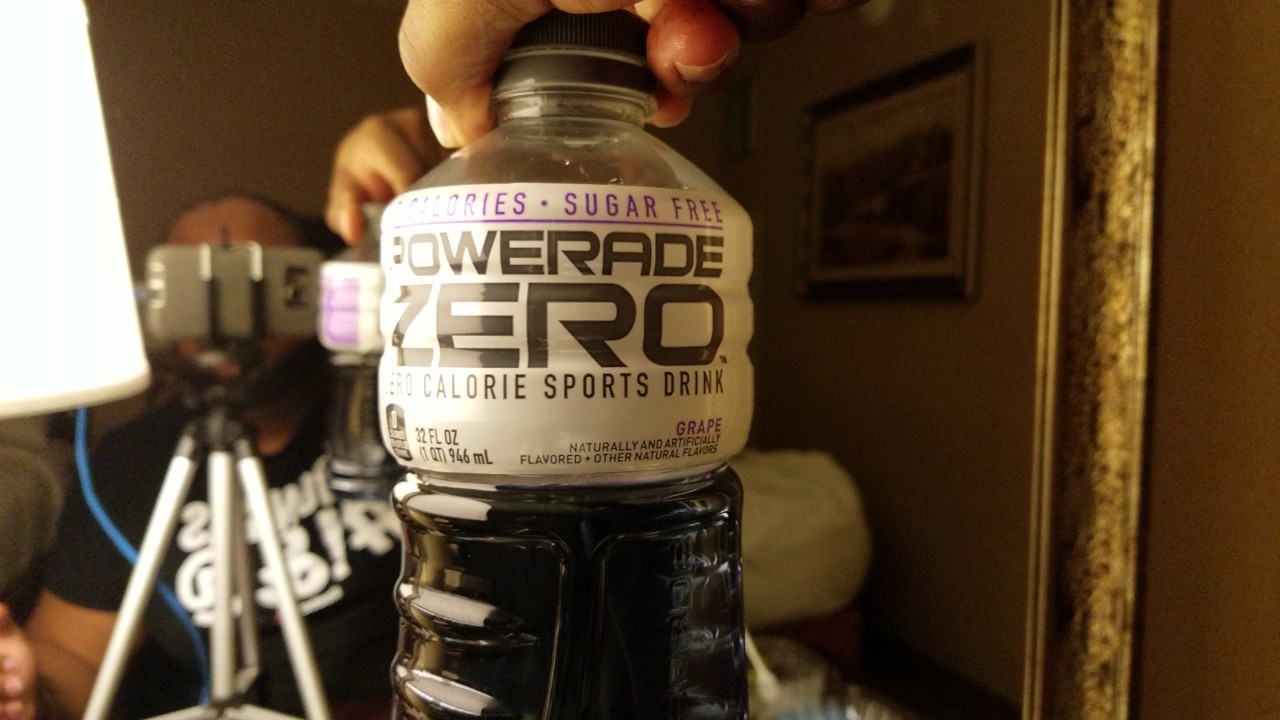 CALORIES · SUGAR FREE
POWERADE
ZERO™
ZERO CALORIE SPORTS DRINK
32 FL OZ
(1 QT) 946 mL
GRAPE
NATURALLY AND ARTIFICIALLY
FLAVORED + OTHER NATURAL FLAVORS